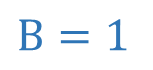 B = 1